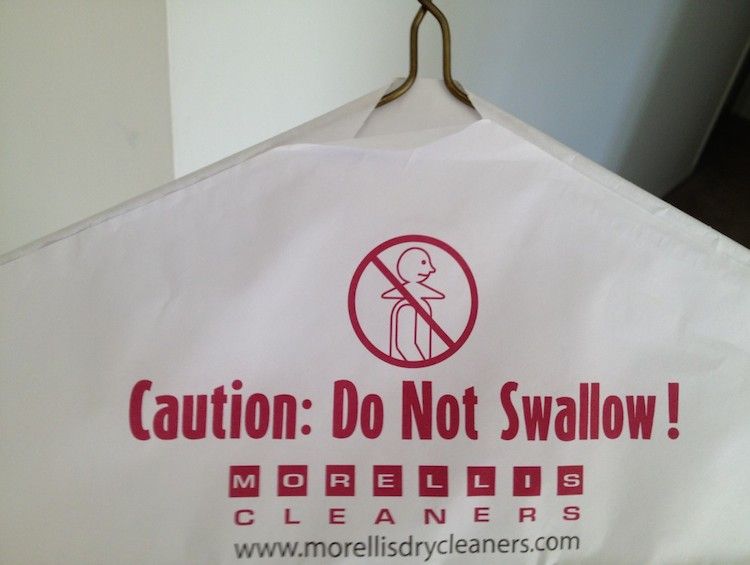 Caution: Do Not Swallow!
MORELLIS
CLEANERS
www.morellisdrycleaners.com